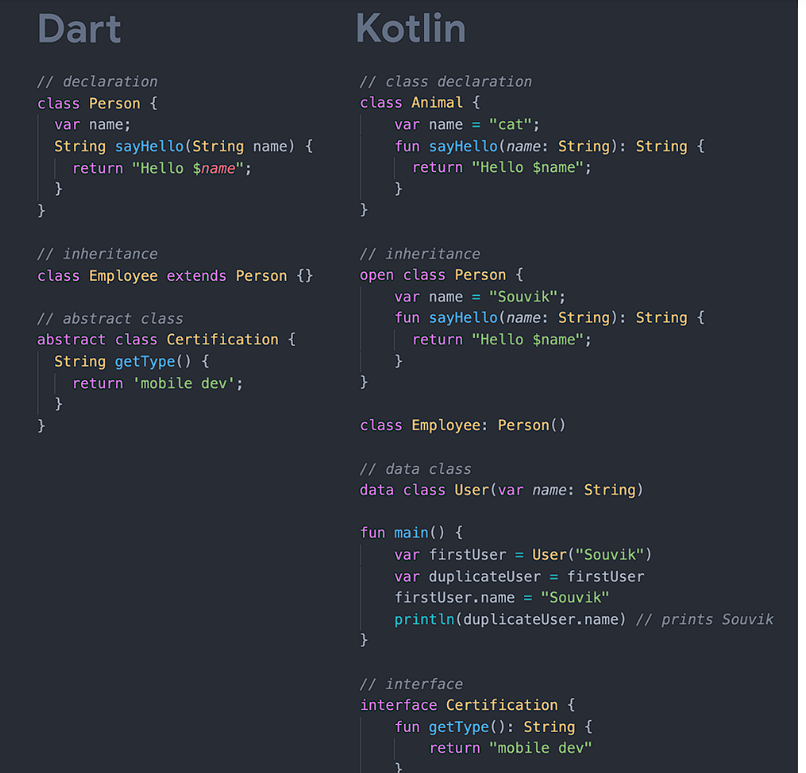 Dart
// declaration
class Person {
  var name;
  String sayHello(String name) {
    return "Hello $name";
  }
}
// inheritance
class Employee extends Person {}
// abstract class
abstract class Certification {
  String getType() {
    return 'mobile dev';
  }
}
Kotlin
// class declaration
class Animal {
    var name = "cat";
    fun sayHello(name: String): String {
      return "Hello $name";
    }
}
// inheritance
open class Person {
    var name = "Souvik";
    fun sayHello(name: String): String {
      return "Hello $name";
    }
}
class Employee: Person()
// data class
data class User(var name: String)
fun main() {
    var firstUser = User("Souvik")
    var duplicateUser = firstUser
    firstUser.name = "Souvik"
    println(duplicateUser.name) // prints Souvik
}
// interface
interface Certification {
    fun getType(): String {
        return "mobile dev"
    }